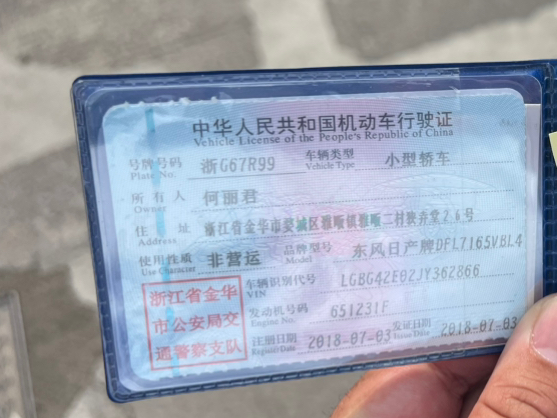 中华人民共和国机动车行驶证
Vehicle License of the People's Republic of China
号牌号码 浙G67R99 车辆类型 小型轿车
Plate No. Vehicle Type
所有人 何丽君
Owner
住址 浙江省金华市婺城区雅畈镇雅畈二村 26号
Address
使用性质 非营运 品牌型号 东风日产牌DFL7165VBL4
Use Character Model
浙江省金华 车辆识别代号 LGBG42E02JY362866
VIN
市公安局交 发动机号码 651231F
Engine No.
通警察支队 注册日期 2018-07-03 发证日期 2018-07-03
Register Date Issue Date